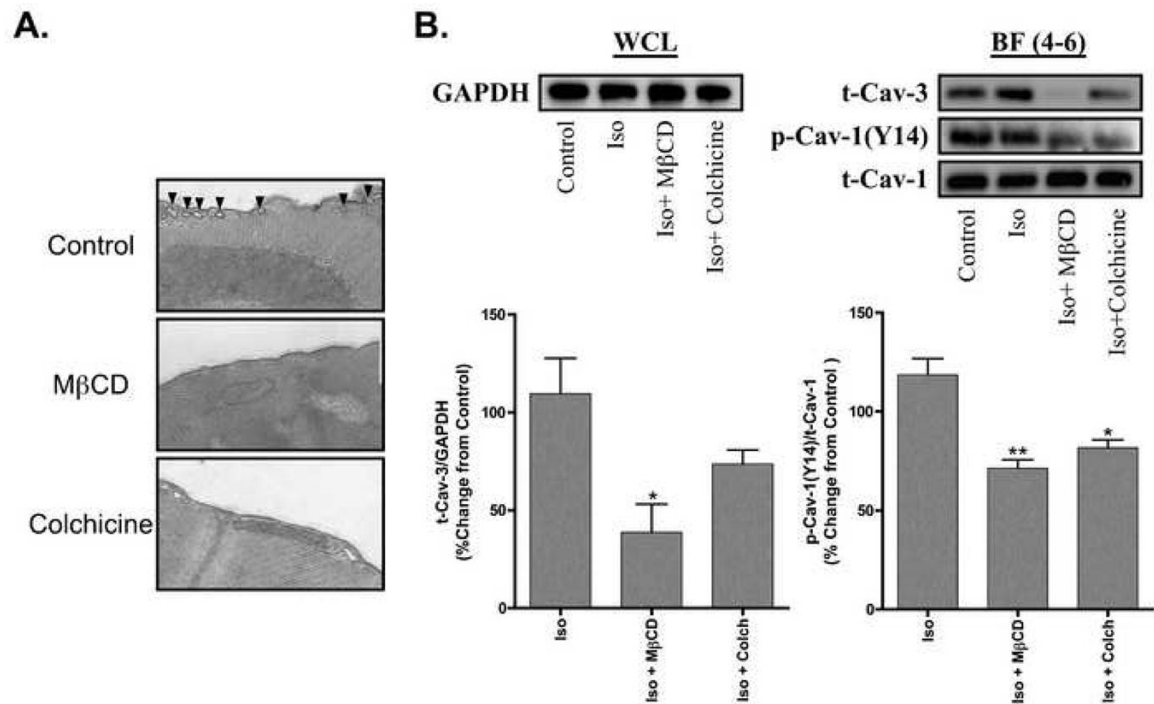 A.
Control
MβCD
Colchicine
B.
WCL
GAPDH
Control
Iso
Iso+ MβCD
Iso+ Colchicine
BF (4-6)
t-Cav-3
p-Cav-1(Y14)
t-Cav-1
Control
Iso
Iso+ MβCD
Iso+Colchicine
t-Cav-3/GAPDH
(%Change from Control)
150
100
50
0
*
Iso
Iso + MβCD
Iso + Colch
p-Cav-1(Y14)/t-Cav-1
(% Change from Control )
150
100
50
0
**
*
Iso
Iso + MβCD
Iso + Colch